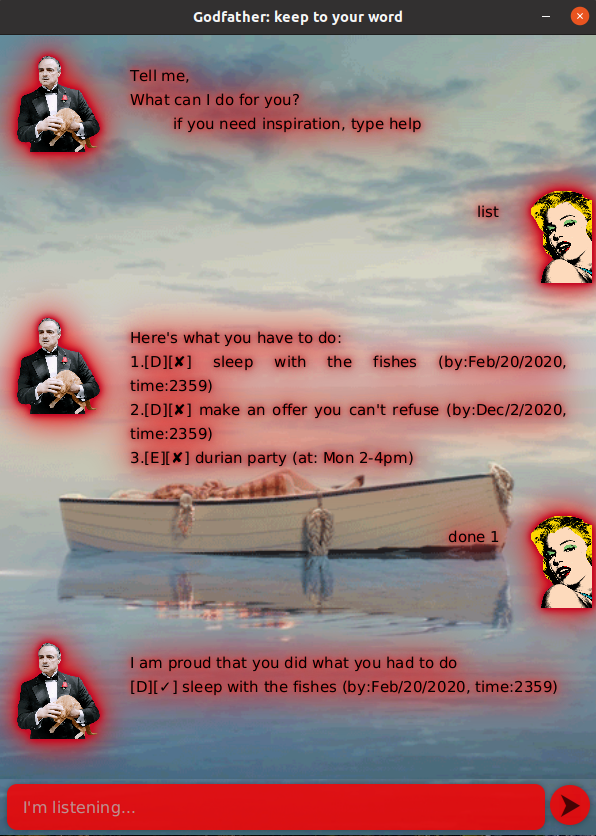 Godfather: keep to your word
Tell me,
What can I do for you?
if you need inspiration, type help
list
Here's what you have to do:
1.[D][✘] sleep with the fishes (by:Feb/20/2020,
time:2359)
2.[D][✘] make an offer you can't refuse (by:Dec/2/2020,
time:2359)
3.[E][✘] durian party (at: Mon 2-4pm)
done 1
I am proud that you did what you had to do
[D][✓] sleep with the fishes (by:Feb/20/2020, time:2359)
I'm listening...